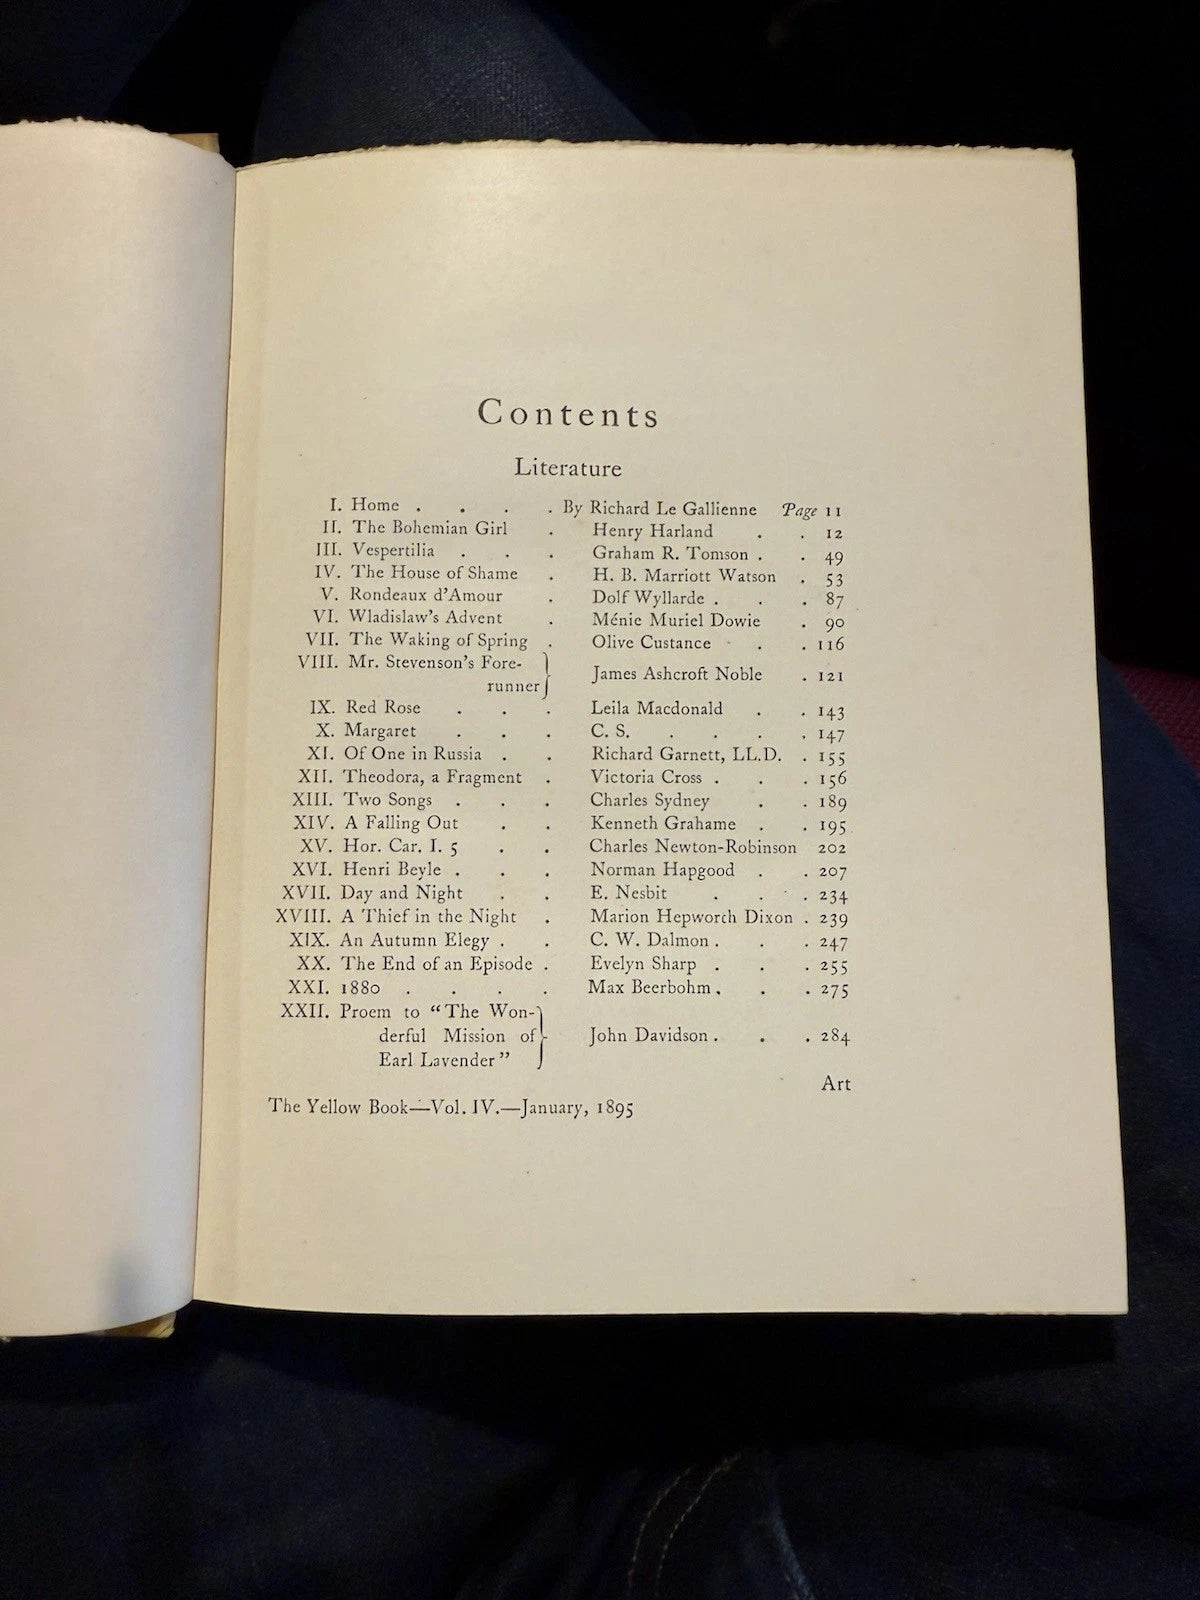 Contents
Literature
I. Home . . . . By Richard Le Gallienne Page 11
II. The Bohemian Girl . Henry Harland . . 12
III. Vespertilia . . . Graham R. Tomson . . 49
IV. The House of Shame . H. B. Marriott Watson . 53
V. Rondeaux d'Amour . Dolf Wyllarde . . . 87
VI. Wladislaw's Advent . Ménie Muriel Dowie . 90
VII. The Waking of Spring . Olive Custance . . 116
VIII. Mr. Stevenson's Fore-
runner } James Ashcroft Noble . 121
IX. Red Rose . . . Leila Macdonald . . 143
X. Margaret . . . C. S. . . . . 147
XI. Of One in Russia . . Richard Garnett, LL.D. . 155
XII. Theodora, a Fragment . Victoria Cross . . . 156
XIII. Two Songs . . . Charles Sydney . . 189
XIV. A Falling Out . . Kenneth Grahame . . 195
XV. Hor. Car. I. 5 . . Charles Newton-Robinson 202
XVI. Henri Beyle . . . Norman Hapgood . . 207
XVII. Day and Night . . E. Nesbit . . . 234
XVIII. A Thief in the Night . Marion Hepworth Dixon . 239
XIX. An Autumn Elegy . . C. W. Dalmon . . . 247
XX. The End of an Episode . Evelyn Sharp . . . 255
XXI. 1880 . . . . Max Beerbohm . . . 275
XXII. Proem to "The Won-
derful Mission of } John Davidson . . . 284
Earl Lavender"
Art
The Yellow Book—Vol. IV.—January, 1895